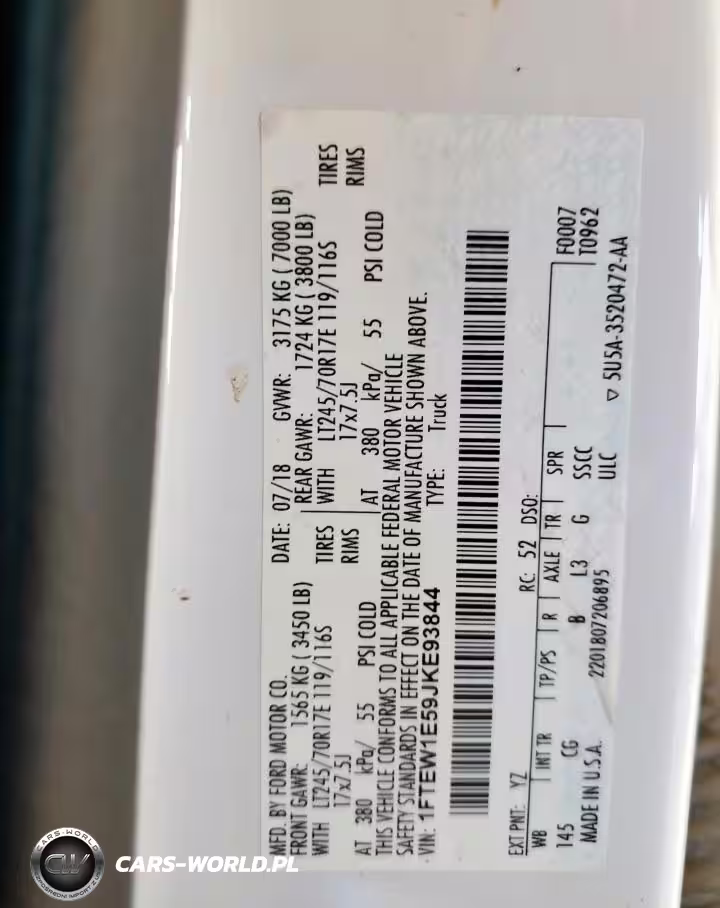 MFD. BY FORD MOTOR CO.
DATE: 07/18 GVWR: 3175 KG ( 7000 LB)
FRONT GAWR: 1565 KG ( 3450 LB)
REAR GAWR: 1724 KG ( 3800 LB)
WITH LT245/70R17E 119/116S TIRES
WITH LT245/70R17E 119/116S TIRES
17x7.5J RIMS
17x7.5J RIMS
AT 380 kPa/ 55 PSI COLD
AT 380 kPa/ 55 PSI COLD
THIS VEHICLE CONFORMS TO ALL APPLICABLE FEDERAL MOTOR VEHICLE
SAFETY STANDARDS IN EFFECT ON THE DATE OF MANUFACTURE SHOWN ABOVE.
VIN: 1FTEW1E59JKE93844 TYPE: Truck
EXT PNT: YZ RC: 52 DSO:
WB INT TR TP/PS R AXLE TR SPR F0007
145 CG B L3 G SSCC T0962
MADE IN U.S.A. 2201807206895 ULC ▽ 5U5A-3520472-AA
CARS-WORLD
CW
CARS-WORLD.PL